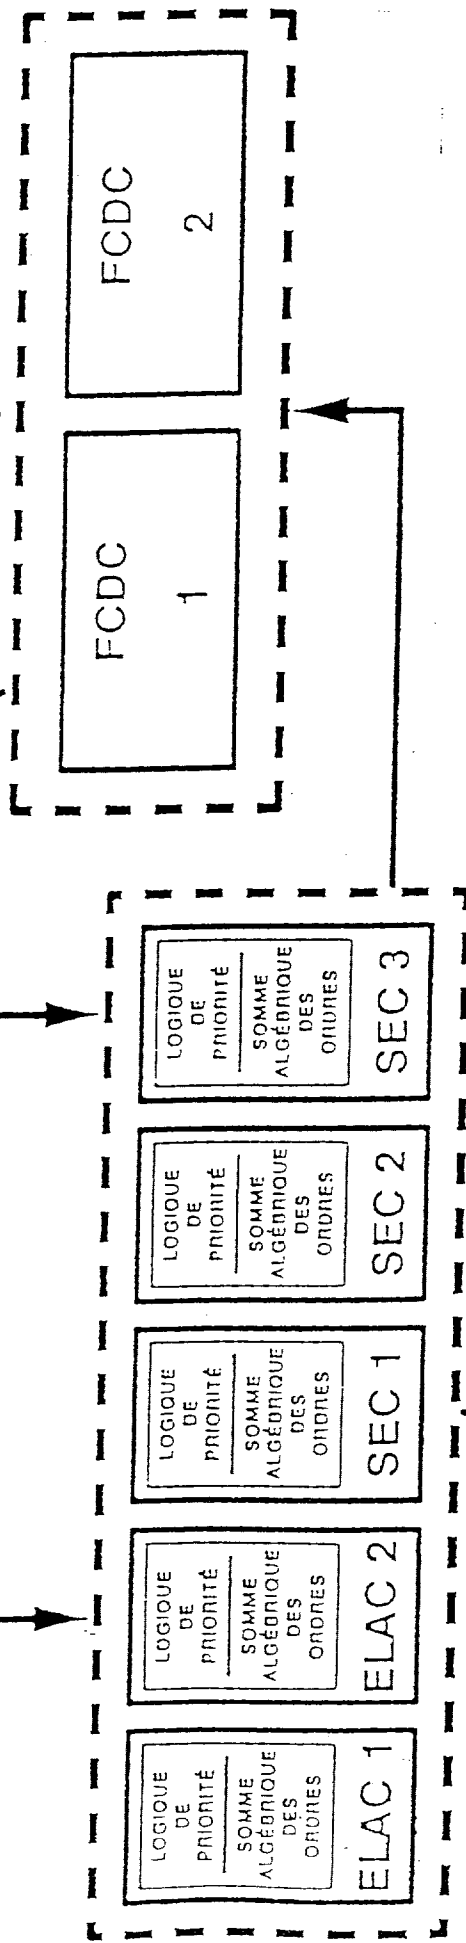 LOGIQUE
DE
PRIORITÉ
SOMME
ALGÉBRIQUE
DES
ORDRES
ELAC 1
LOGIQUE
DE
PRIORITÉ
SOMME
ALGÉBRIQUE
DES
ORDRES
ELAC 2
LOGIQUE
DE
PRIORITÉ
SOMME
ALGÉBRIQUE
DES
ORDRES
SEC 1
LOGIQUE
DE
PRIORITÉ
SOMME
ALGÉBRIQUE
DES
ORDRES
SEC 2
LOGIQUE
DE
PRIORITÉ
SOMME
ALGÉBRIQUE
DES
ORDRES
SEC 3
FCDC
1
FCDC
2